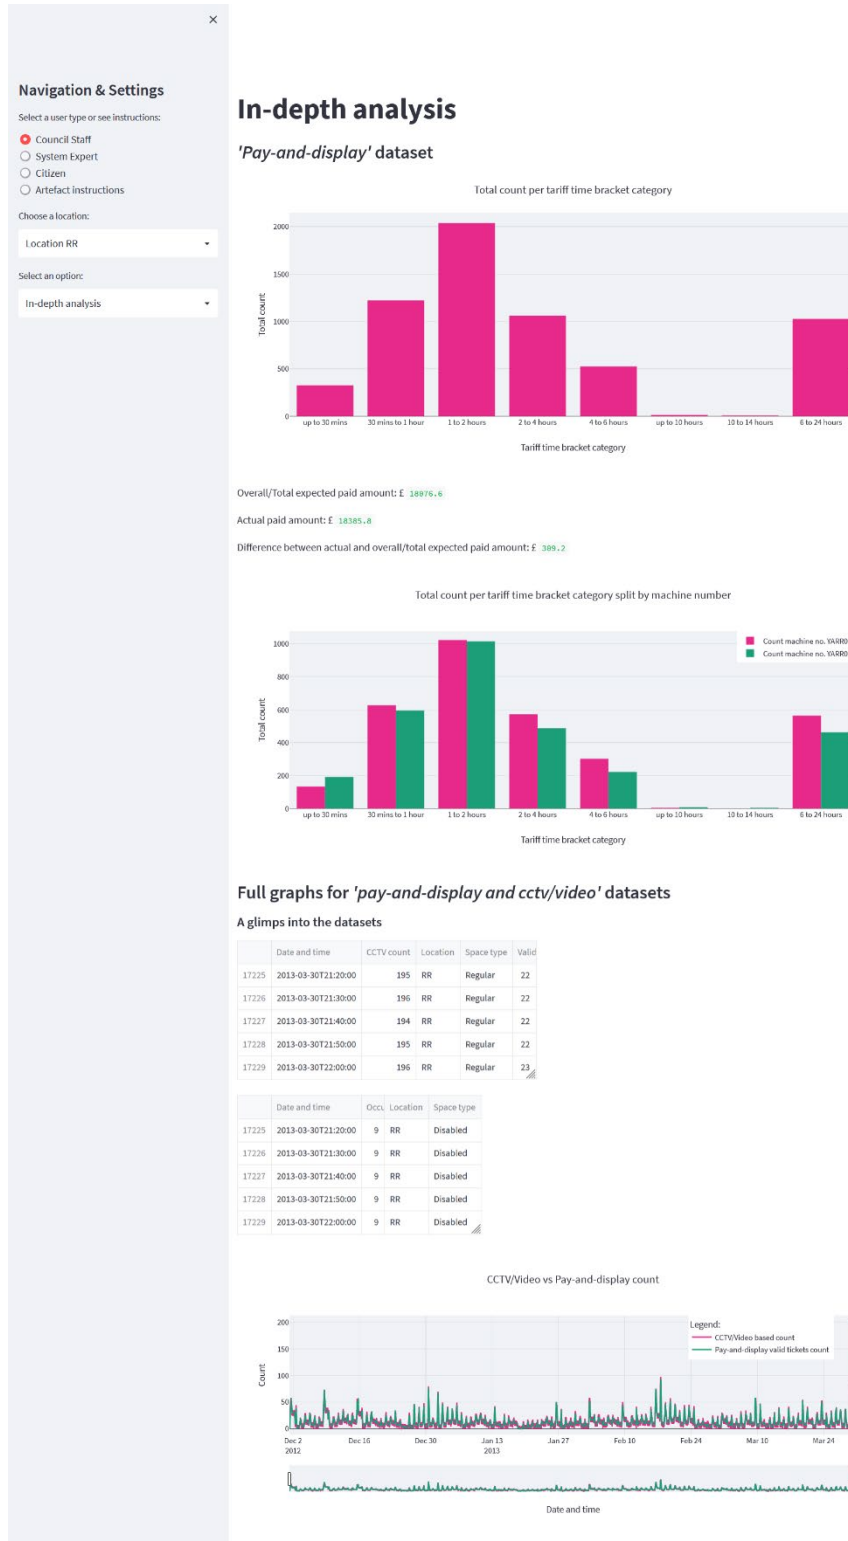 ×
Navigation & Settings
Select a user type or see instructions:
Council Staff
System Expert
Citizen
Artefact instructions
Choose a location:
Location RR
Select an option:
In-depth analysis
In-depth analysis
'Pay-and-display' dataset
Total count per tariff time bracket category
2000
1500
1000
500
0
Total count
up to 30 mins 30 mins to 1 hour 1 to 2 hours 2 to 4 hours 4 to 6 hours up to 10 hours 10 to 14 hours 6 to 24 hours
Tariff time bracket category
Overall/Total expected paid amount: £ 18076.6
Actual paid amount: £ 18385.8
Difference between actual and overall/total expected paid amount: £ 309.2
Total count per tariff time bracket category split by machine number
Count machine no. YARR0
Count machine no. YARR0
1000
800
600
400
200
0
Total count
up to 30 mins 30 mins to 1 hour 1 to 2 hours 2 to 4 hours 4 to 6 hours up to 10 hours 10 to 14 hours 6 to 24 hours
Tariff time bracket category
Full graphs for 'pay-and-display and cctv/video' datasets
A glimps into the datasets
Date and time CCTV count Location Space type Valid
17225 2013-03-30T21:20:00 195 RR Regular 22
17226 2013-03-30T21:30:00 196 RR Regular 22
17227 2013-03-30T21:40:00 194 RR Regular 22
17228 2013-03-30T21:50:00 195 RR Regular 22
17229 2013-03-30T22:00:00 196 RR Regular 23
Date and time Occu Location Space type
17225 2013-03-30T21:20:00 9 RR Disabled
17226 2013-03-30T21:30:00 9 RR Disabled
17227 2013-03-30T21:40:00 9 RR Disabled
17228 2013-03-30T21:50:00 9 RR Disabled
17229 2013-03-30T22:00:00 9 RR Disabled
CCTV/Video vs Pay-and-display count
Legend:
CCTV/Video based count
Pay-and-display valid tickets count
200
150
100
50
0
Count
Dec 2 Dec 16 Dec 30 Jan 13 Jan 27 Feb 10 Feb 24 Mar 10 Mar 24
2012 2013
Date and time